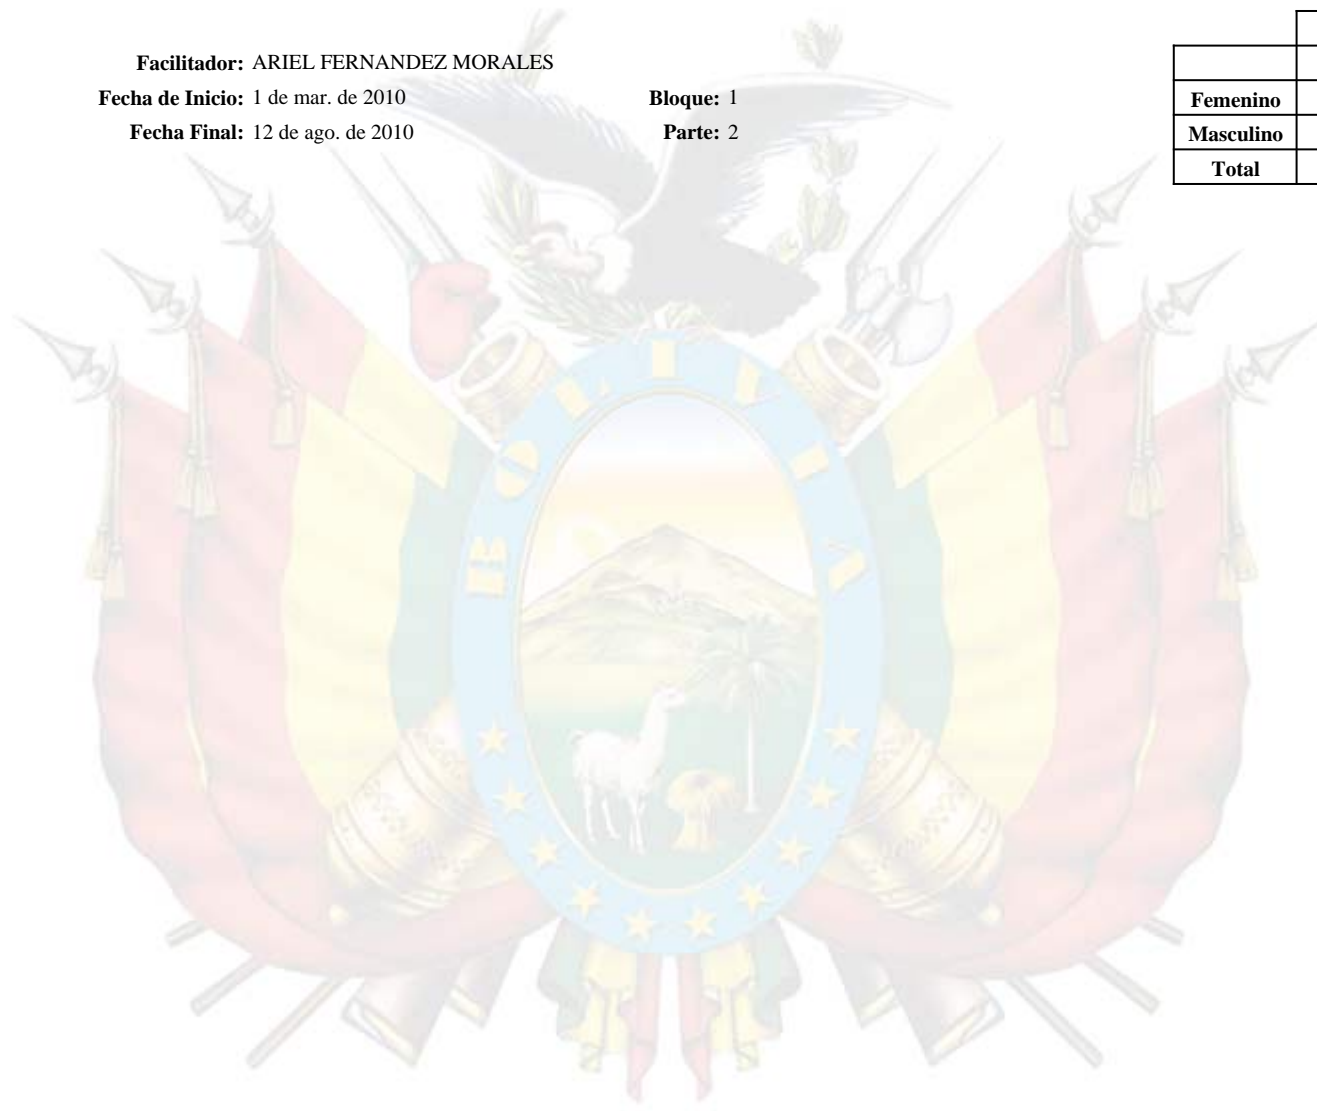 Facilitador: ARIEL FERNANDEZ MORALES
Fecha de Inicio: 1 de mar. de 2010 Bloque: 1
Fecha Final: 12 de ago. de 2010 Parte: 2
Femenino
Masculino
Total
BOLIVIA